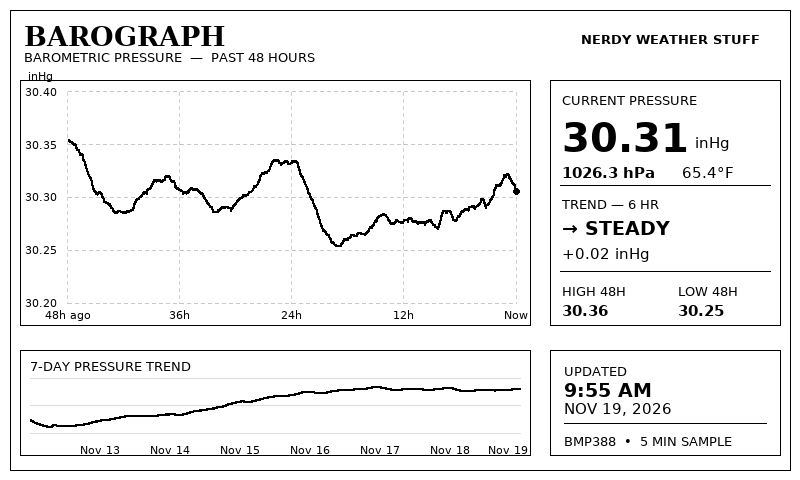 BAROGRAPH
BAROMETRIC PRESSURE — PAST 48 HOURS
NERDY WEATHER STUFF
inHg
30.40
30.35
30.30
30.25
30.20
48h ago 36h 24h 12h Now
CURRENT PRESSURE
30.31 inHg
1026.3 hPa 65.4°F
TREND — 6 HR
→ STEADY
+0.02 inHg
HIGH 48H LOW 48H
30.36 30.25
7-DAY PRESSURE TREND
Nov 13 Nov 14 Nov 15 Nov 16 Nov 17 Nov 18 Nov 19
UPDATED
9:55 AM
NOV 19, 2026
BMP388 • 5 MIN SAMPLE